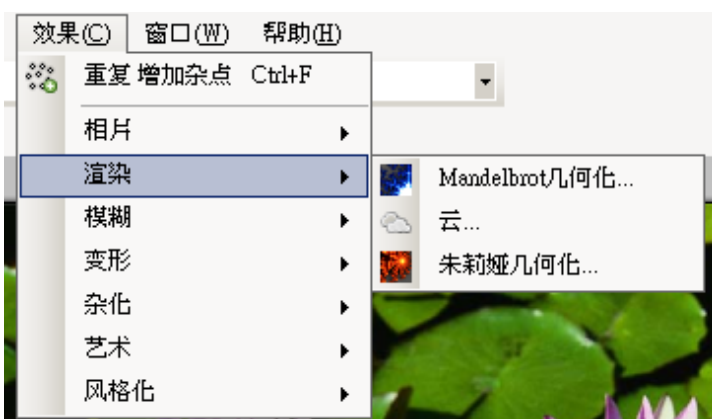 效果(C) 窗口(W) 帮助(H)
重复 增加杂点 Ctrl+F
相片
渲染
Mandelbrot几何化...
模糊
云...
变形
朱莉娅几何化...
杂化
艺术
风格化